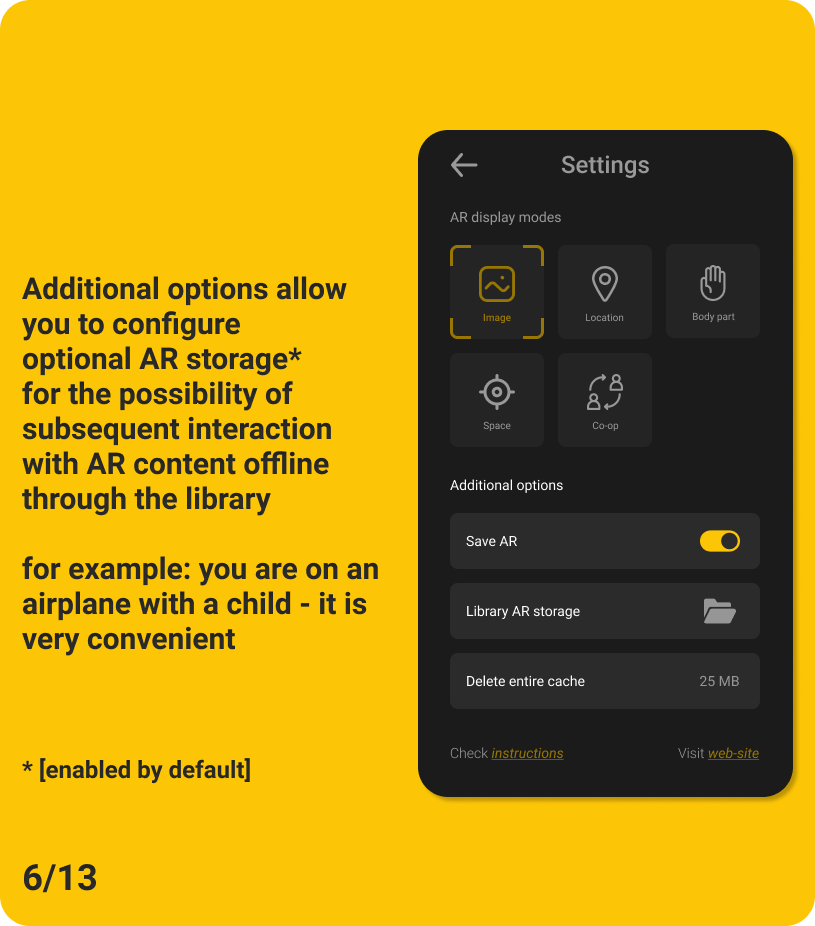 Additional options allow
you to configure
optional AR storage*
for the possibility of
subsequent interaction
with AR content offline
through the library
for example: you are on an
airplane with a child - it is
very convenient
* [enabled by default]
6/13
Settings
AR display modes
Image
Location
Body part
Space
Co-op
Additional options
Save AR
Library AR storage
Delete entire cache 25 MB
Check instructions
Visit web-site